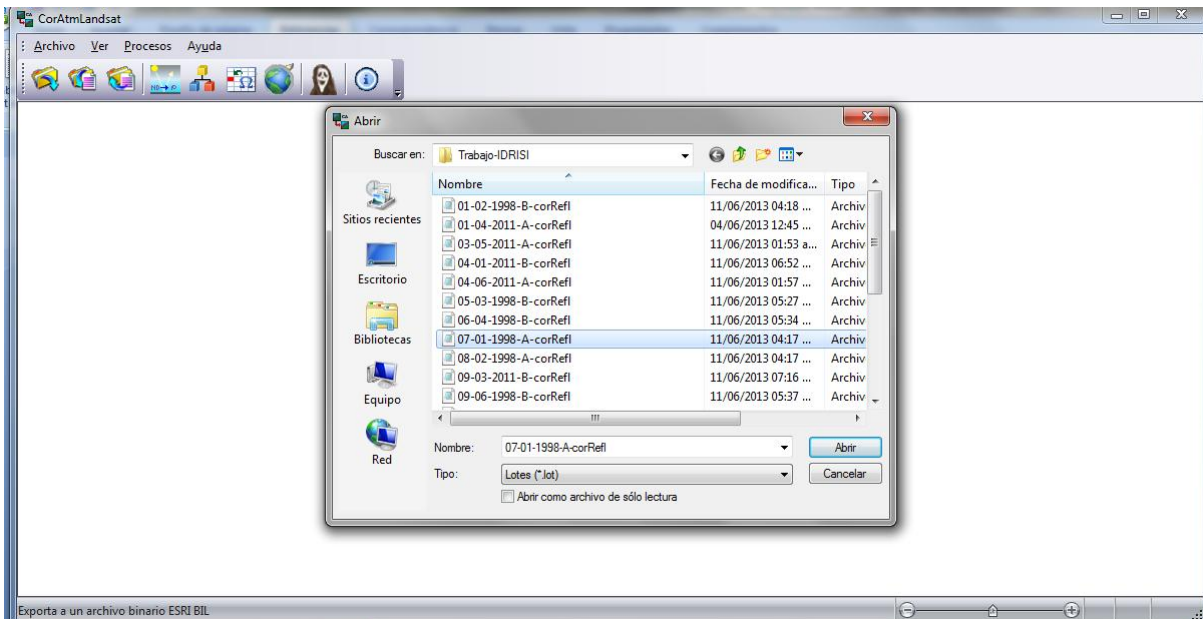 CorAtmLandsat
Archivo Ver Procesos Ayuda
Abrir
Buscar en: Trabajo-IDRISI
Nombre Fecha de modifica... Tipo
01-02-1998-B-corRefl 11/06/2013 04:18 ... Archiv
01-04-2011-A-corRefl 04/06/2013 12:45 ... Archiv
03-05-2011-A-corRefl 11/06/2013 01:53 a... Archiv
04-01-2011-B-corRefl 11/06/2013 06:52 ... Archiv
04-06-2011-A-corRefl 11/06/2013 01:57 ... Archiv
05-03-1998-B-corRefl 11/06/2013 05:27 ... Archiv
06-04-1998-B-corRefl 11/06/2013 05:34 ... Archiv
07-01-1998-A-corRefl 11/06/2013 04:17 ... Archiv
08-02-1998-A-corRefl 11/06/2013 04:17 ... Archiv
09-03-2011-B-corRefl 11/06/2013 07:16 ... Archiv
09-06-1998-B-corRefl 11/06/2013 05:37 ... Archiv
Sitios recientes
Escritorio
Bibliotecas
Equipo
Red
Nombre: 07-01-1998-A-corRefl Abrir
Tipo: Lotes (*.lot) Cancelar
Abrir como archivo de sólo lectura
Exporta a un archivo binario ESRI BIL